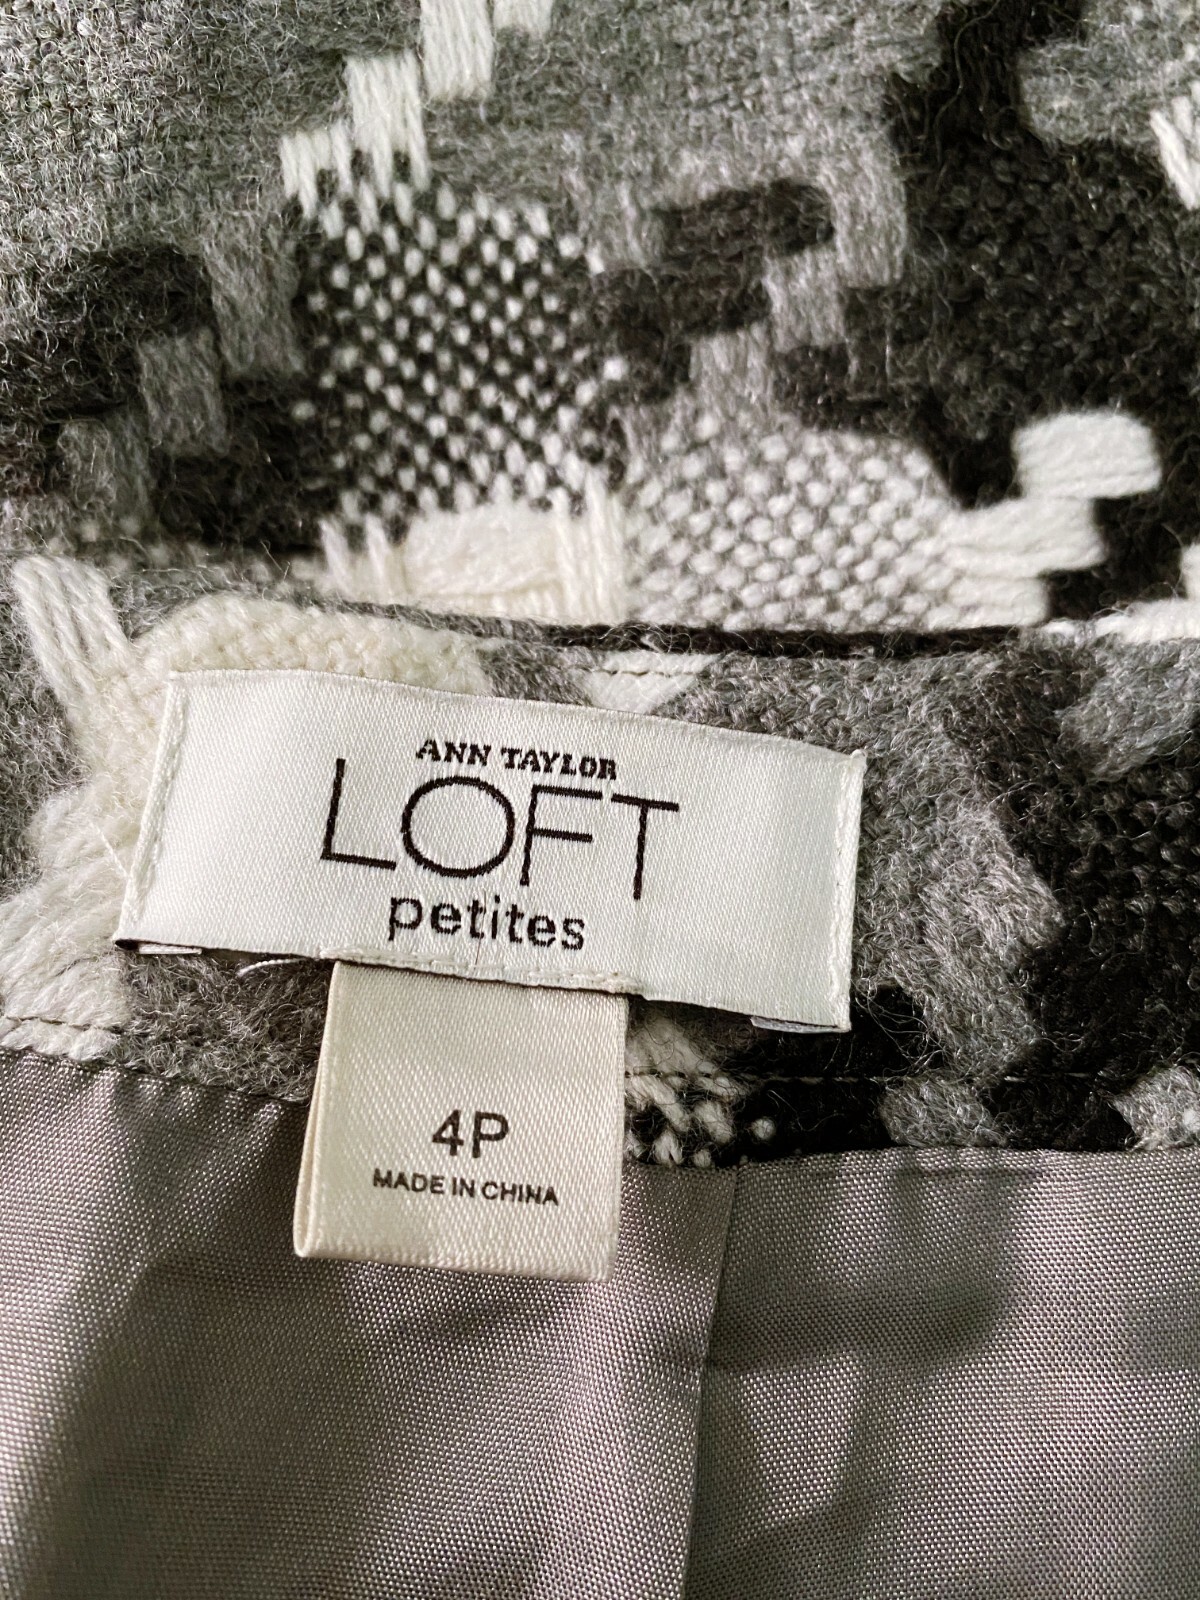 ANN TAYLOR
LOFT
petites
4P
MADE IN CHINA